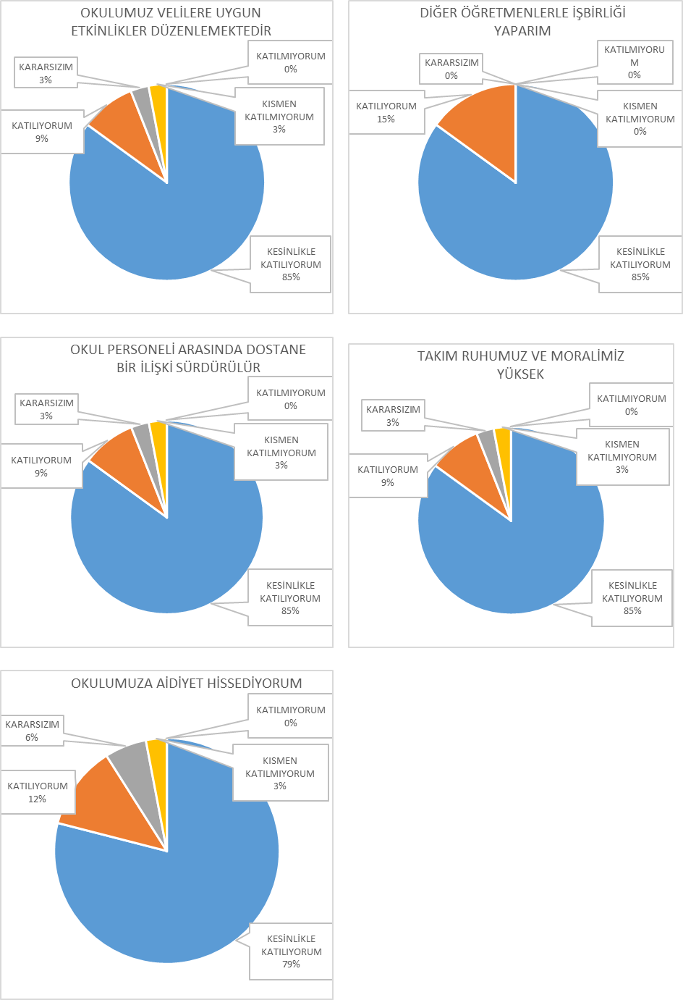 OKULUMUZ VELİLERE UYGUN
ETKİNLİKLER DÜZENLEMEKTEDİR
KARARSIZIM
3%
KATILMIYORUM
0%
KATILIYORUM
9%
KISMEN
KATILMIYORUM
3%
KESİNLİKLE
KATILIYORUM
85%
DİĞER ÖĞRETMENLERLE İŞBİRLİĞİ
YAPARIM
KARARSIZIM
0%
KATILMIYORU
M
0%
KATILIYORUM
15%
KISMEN
KATILMIYORUM
0%
KESİNLİKLE
KATILIYORUM
85%
OKUL PERSONELİ ARASINDA DOSTANE
BİR İLİŞKİ SÜRDÜRÜLÜR
KARARSIZIM
3%
KATILMIYORUM
0%
KATILIYORUM
9%
KISMEN
KATILMIYORUM
3%
KESİNLİKLE
KATILIYORUM
85%
TAKIM RUHUMUZ VE MORALİMİZ
YÜKSEK
KARARSIZIM
3%
KATILMIYORUM
0%
KATILIYORUM
9%
KISMEN
KATILMIYORUM
3%
KESİNLİKLE
KATILIYORUM
85%
OKULUMUZA AİDİYET HİSSEDİYORUM
KARARSIZIM
6%
KATILMIYORUM
0%
KATILIYORUM
12%
KISMEN
KATILMIYORUM
3%
KESİNLİKLE
KATILIYORUM
79%